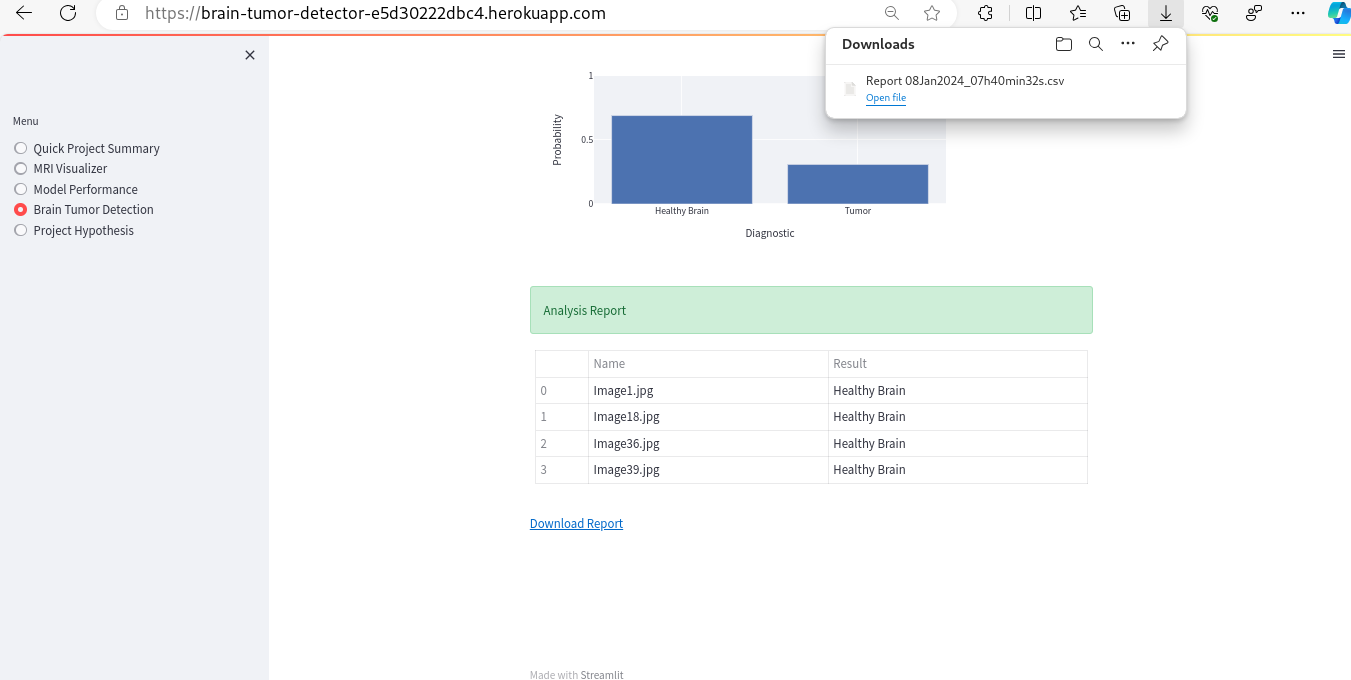 https://brain-tumor-detector-e5d30222dbc4.herokuapp.com
Downloads
Report 08Jan2024_07h40min32s.csv
Open file
Menu
Quick Project Summary
MRI Visualizer
Model Performance
Brain Tumor Detection
Project Hypothesis
1
0.5
0
Probability
Healthy Brain Tumor
Diagnostic
Analysis Report
Name Result
0 Image1.jpg Healthy Brain
1 Image18.jpg Healthy Brain
2 Image36.jpg Healthy Brain
3 Image39.jpg Healthy Brain
Download Report
Made with Streamlit